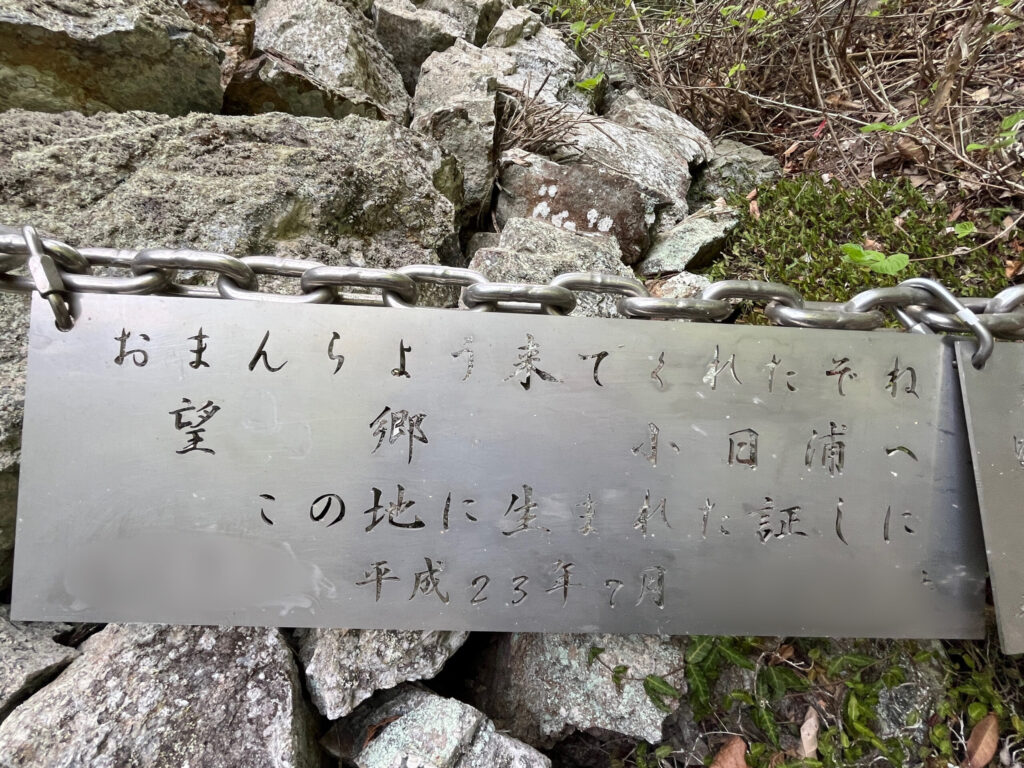 おまんらよう来てくれたぞね
望郷 小日浦へ
この地に生まれた証しに
平成23年7月